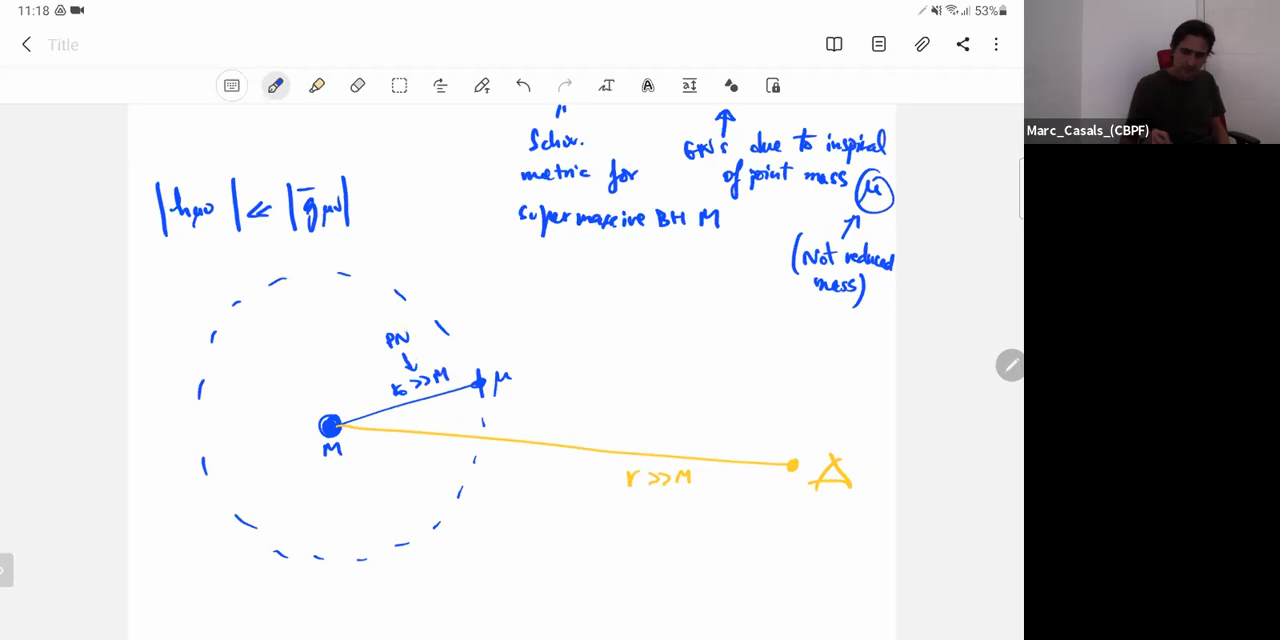 11:18
53%
Title
Marc_Casals_(CBPF)
Schw.
metric for
supermassive BH M
GWs due to inspiral
of point mass μ
(Not reduced
mass)
|hμν| ≪ |g̅μν|
PN
r₀ >> M
μ
M
r >> M